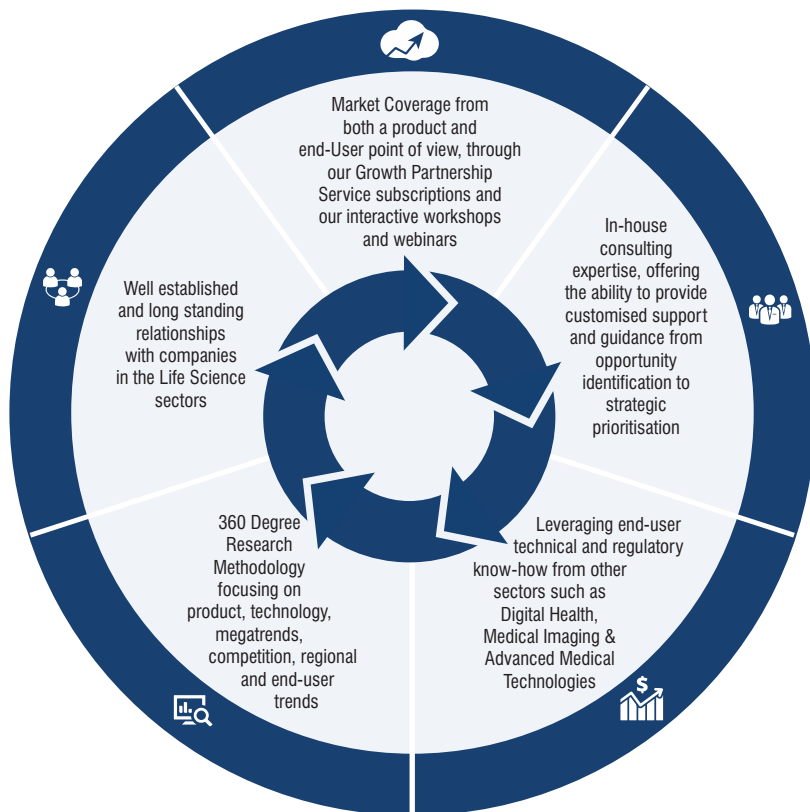 Market Coverage from
both a product and
end-User point of view, through
our Growth Partnership
Service subscriptions and
our interactive workshops
and webinars
In-house
consulting
expertise, offering
the ability to provide
customised support
and guidance from
opportunity
identification to
strategic
prioritisation
Leveraging end-user
technical and regulatory
know-how from other
sectors such as
Digital Health,
Medical Imaging &
Advanced Medical
Technologies
$
360 Degree
Research
Methodology
focusing on
product, technology,
megatrends,
competition, regional
and end-user
trends
Well established
and long standing
relationships
with companies
in the Life Science
sectors